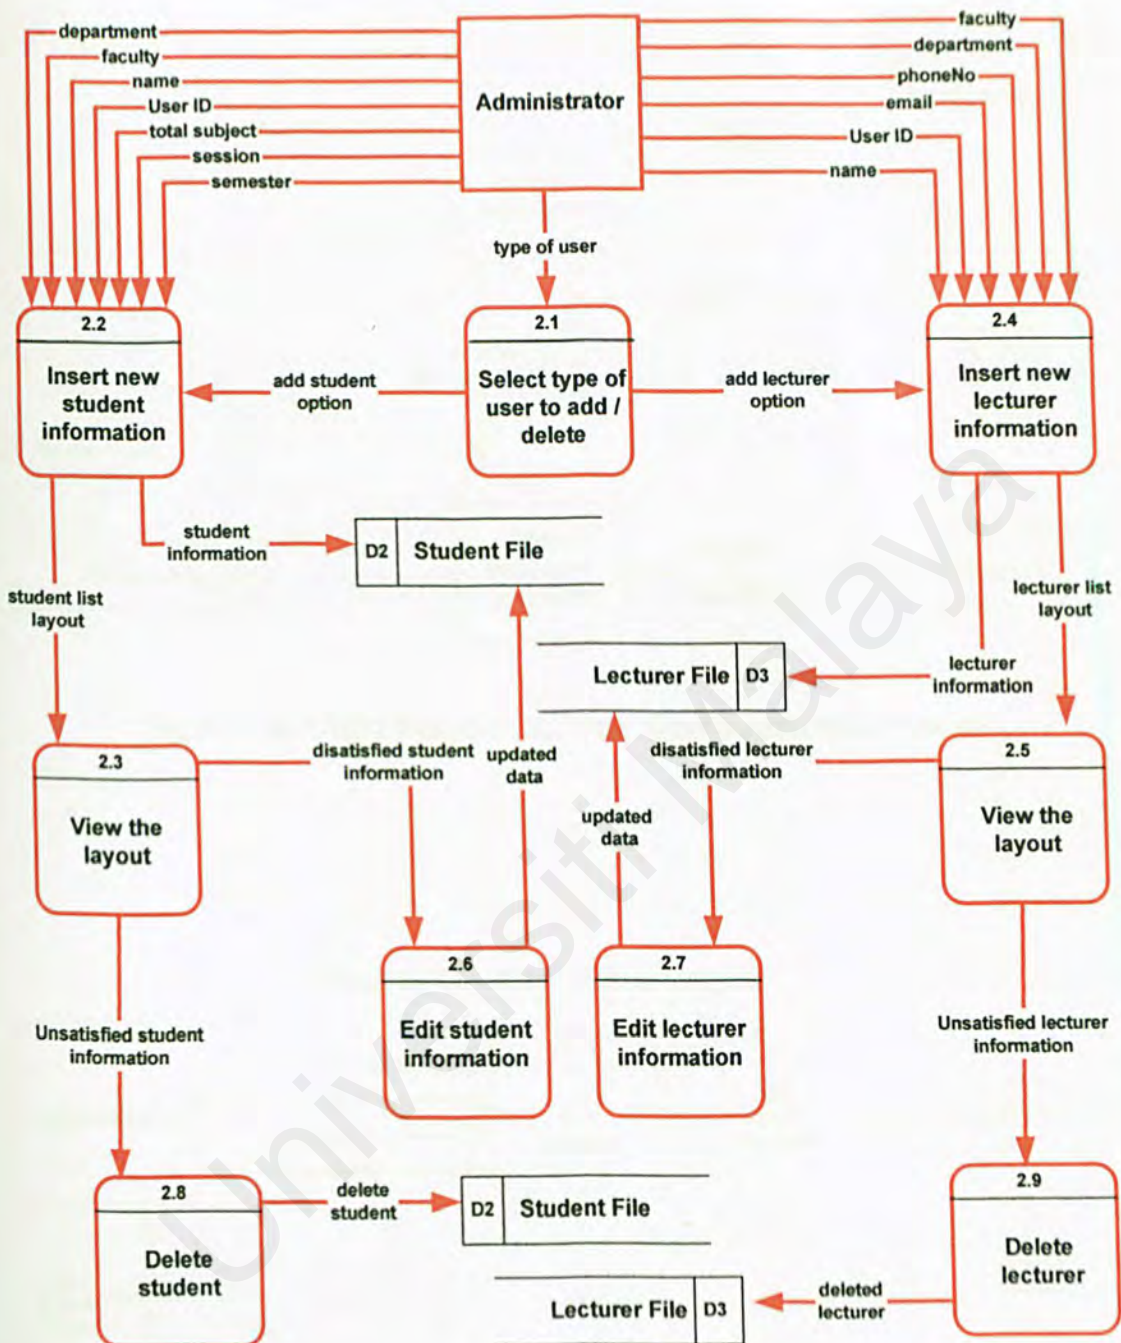 department
faculty
name
User ID
total subject
session
semester
Administrator
faculty
department
phoneNo
email
User ID
name
type of user
2.2
Insert new
student
information
add student
option
2.1
Select type of
user to add /
delete
add lecturer
option
2.4
Insert new
lecturer
information
student
information
D2
Student File
student list
layout
lecturer list
layout
Lecturer File
D3
lecturer
information
2.3
View the
layout
disatisfied student
information
updated
data
disatisfied lecturer
information
updated
data
2.5
View the
layout
2.6
Edit student
information
2.7
Edit lecturer
information
Unsatisfied student
information
Unsatisfied lecturer
information
2.8
Delete
student
delete
student
D2
Student File
2.9
Delete
lecturer
Lecturer File
D3
deleted
lecturer
Universiti Malaya